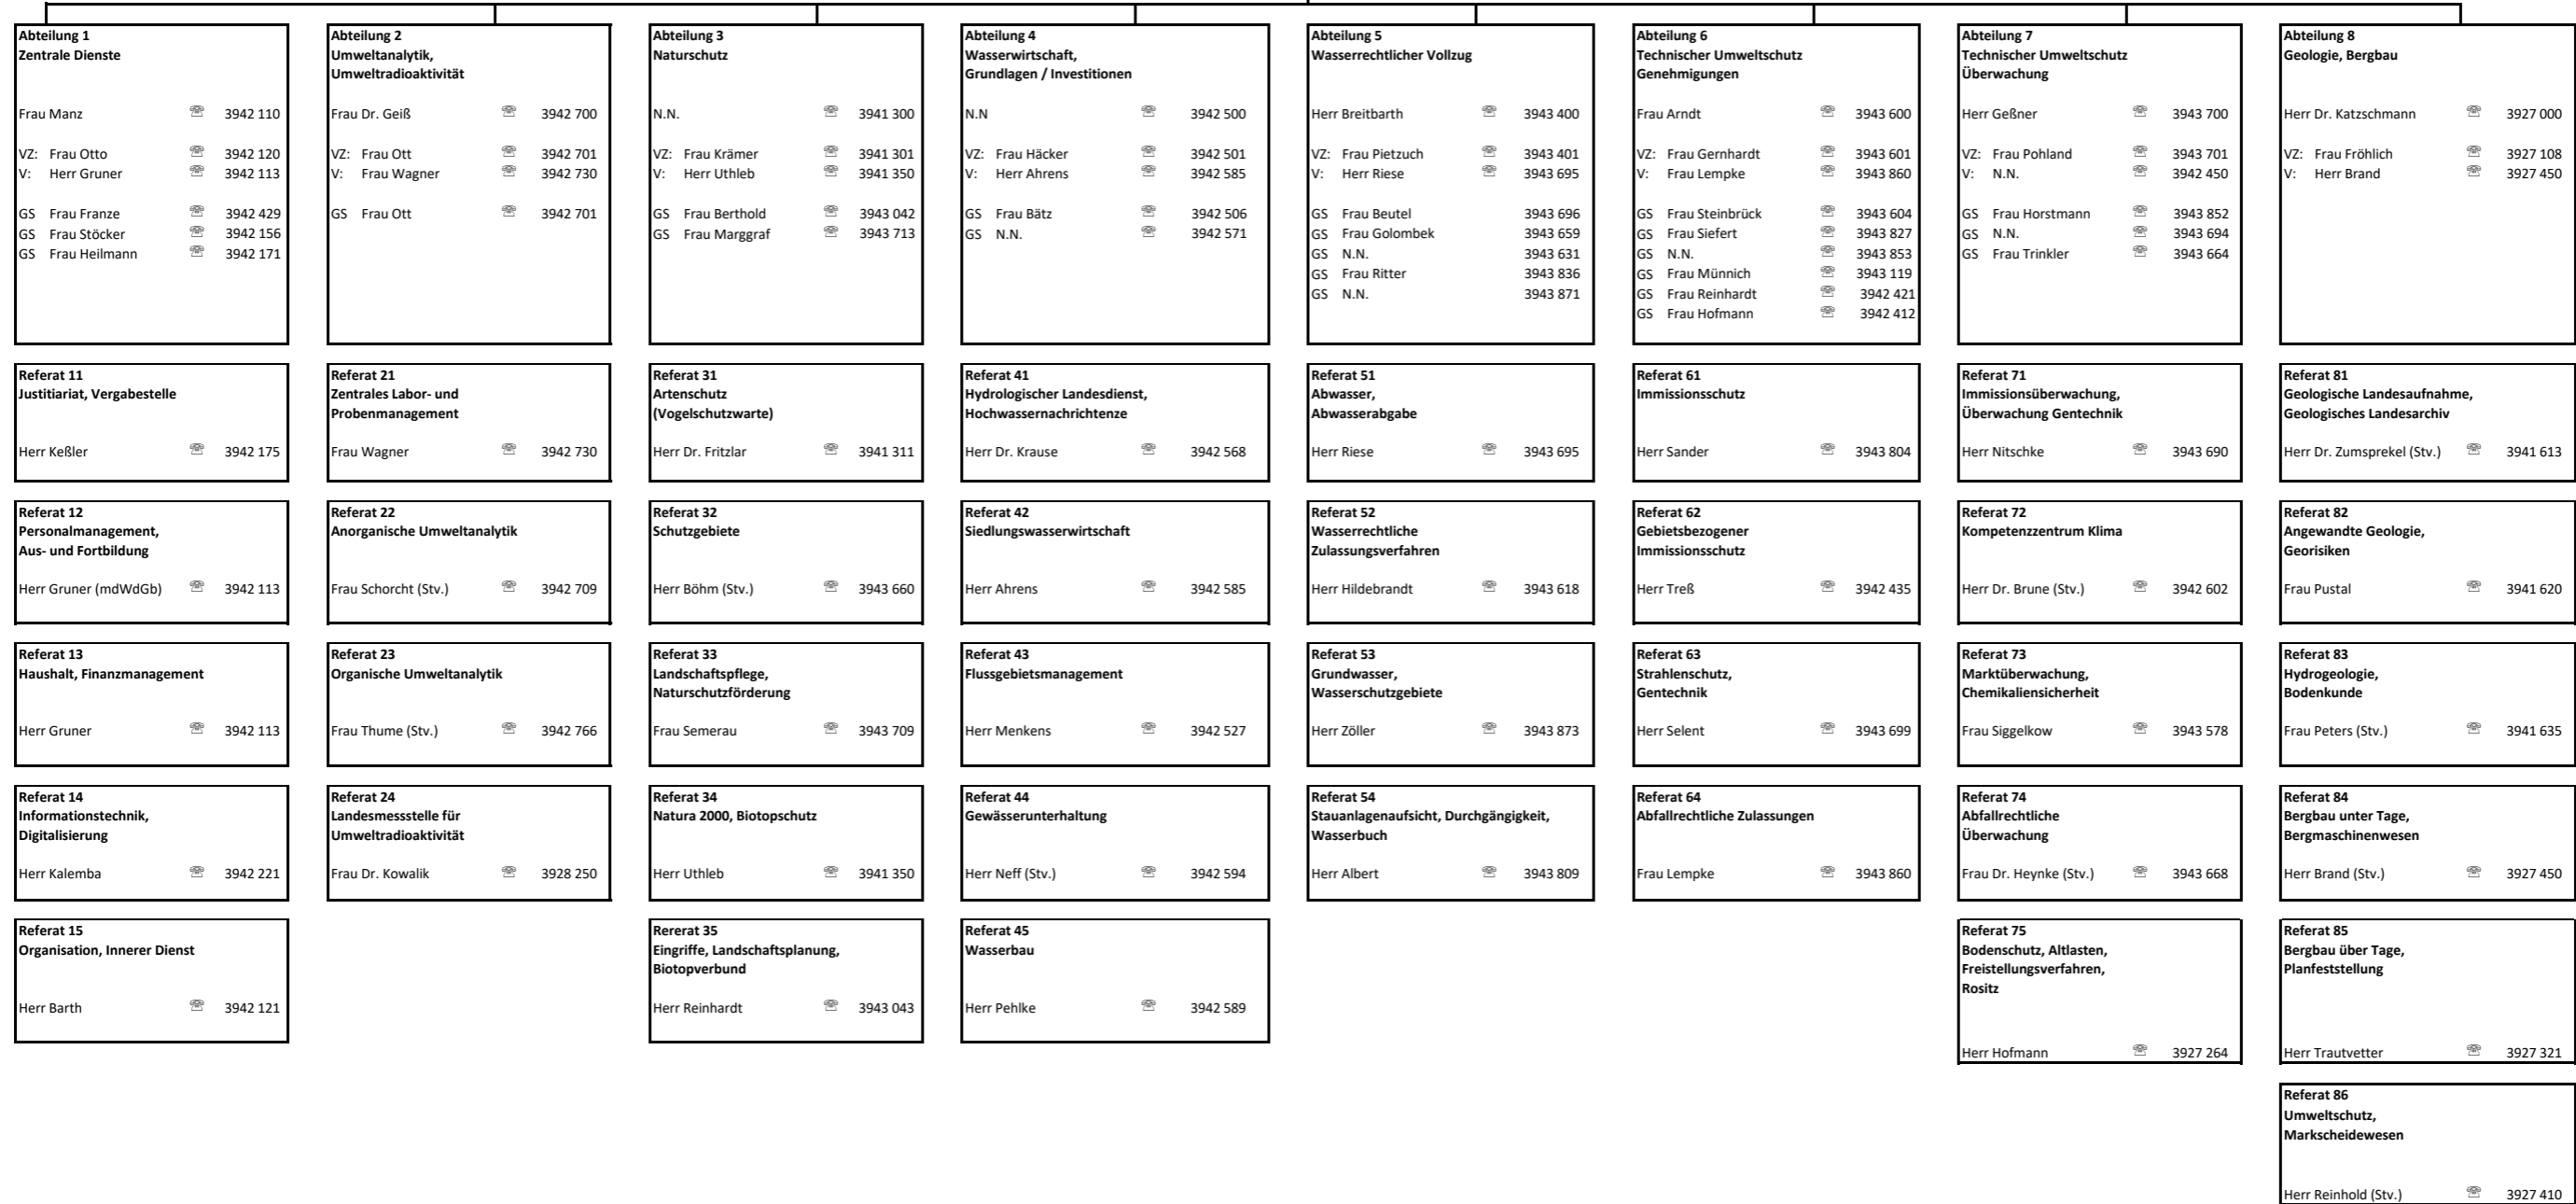 Abteilung 1
Zentrale Dienste
Frau Manz ☏ 3942 110
VZ: Frau Otto ☏ 3942 120
V: Herr Gruner ☏ 3942 113
GS Frau Franze ☏ 3942 429
GS Frau Stöcker ☏ 3942 156
GS Frau Heilmann ☏ 3942 171
Referat 11
Justitiariat, Vergabestelle
Herr Keßler ☏ 3942 175
Referat 12
Personalmanagement,
Aus- und Fortbildung
Herr Gruner (mdWdGb) ☏ 3942 113
Referat 13
Haushalt, Finanzmanagement
Herr Gruner ☏ 3942 113
Referat 14
Informationstechnik,
Digitalisierung
Herr Kalemba ☏ 3942 221
Referat 15
Organisation, Innerer Dienst
Herr Barth ☏ 3942 121
Abteilung 2
Umweltanalytik,
Umweltradioaktivität
Frau Dr. Geiß ☏ 3942 700
VZ: Frau Ott ☏ 3942 701
V: Frau Wagner ☏ 3942 730
GS Frau Ott ☏ 3942 701
Referat 21
Zentrales Labor- und
Probenmanagement
Frau Wagner ☏ 3942 730
Referat 22
Anorganische Umweltanalytik
Frau Schorcht (Stv.) ☏ 3942 709
Referat 23
Organische Umweltanalytik
Frau Thume (Stv.) ☏ 3942 766
Referat 24
Landesmessstelle für
Umweltradioaktivität
Frau Dr. Kowalik ☏ 3928 250
Abteilung 3
Naturschutz
N.N. ☏ 3941 300
VZ: Frau Krämer ☏ 3941 301
V: Herr Uthleb ☏ 3941 350
GS Frau Berthold ☏ 3943 042
GS Frau Marggraf ☏ 3943 713
Referat 31
Artenschutz
(Vogelschutzwarte)
Herr Dr. Fritzlar ☏ 3941 311
Referat 32
Schutzgebiete
Herr Böhm (Stv.) ☏ 3943 660
Referat 33
Landschaftspflege,
Naturschutzförderung
Frau Semerau ☏ 3943 709
Referat 34
Natura 2000, Biotopschutz
Herr Uthleb ☏ 3941 350
Rererat 35
Eingriffe, Landschaftsplanung,
Biotopverbund
Herr Reinhardt ☏ 3943 043
Abteilung 4
Wasserwirtschaft,
Grundlagen / Investitionen
N.N ☏ 3942 500
VZ: Frau Häcker ☏ 3942 501
V: Herr Ahrens ☏ 3942 585
GS Frau Bätz ☏ 3942 506
GS N.N. ☏ 3942 571
Referat 41
Hydrologischer Landesdienst,
Hochwassernachrichtenze
Herr Dr. Krause ☏ 3942 568
Referat 42
Siedlungswasserwirtschaft
Herr Ahrens ☏ 3942 585
Referat 43
Flussgebietsmanagement
Herr Menkens ☏ 3942 527
Referat 44
Gewässerunterhaltung
Herr Neff (Stv.) ☏ 3942 594
Referat 45
Wasserbau
Herr Pehlke ☏ 3942 589
Abteilung 5
Wasserrechtlicher Vollzug
Herr Breitbarth ☏ 3943 400
VZ: Frau Pietzuch ☏ 3943 401
V: Herr Riese ☏ 3943 695
GS Frau Beutel 3943 696
GS Frau Golombek 3943 659
GS N.N. 3943 631
GS Frau Ritter 3943 836
GS N.N. 3943 871
Referat 51
Abwasser,
Abwasserabgabe
Herr Riese ☏ 3943 695
Referat 52
Wasserrechtliche
Zulassungsverfahren
Herr Hildebrandt ☏ 3943 618
Referat 53
Grundwasser,
Wasserschutzgebiete
Herr Zöller ☏ 3943 873
Referat 54
Stauanlagenaufsicht, Durchgängigkeit,
Wasserbuch
Herr Albert ☏ 3943 809
Abteilung 6
Technischer Umweltschutz
Genehmigungen
Frau Arndt ☏ 3943 600
VZ: Frau Gernhardt ☏ 3943 601
V: Frau Lempke ☏ 3943 860
GS Frau Steinbrück ☏ 3943 604
GS Frau Siefert ☏ 3943 827
GS N.N. ☏ 3943 853
GS Frau Münnich ☏ 3943 119
GS Frau Reinhardt ☏ 3942 421
GS Frau Hofmann ☏ 3942 412
Referat 61
Immissionsschutz
Herr Sander ☏ 3943 804
Referat 62
Gebietsbezogener
Immissionsschutz
Herr Treß ☏ 3942 435
Referat 63
Strahlenschutz,
Gentechnik
Herr Selent ☏ 3943 699
Referat 64
Abfallrechtliche Zulassungen
Frau Lempke ☏ 3943 860
Abteilung 7
Technischer Umweltschutz
Überwachung
Herr Geßner ☏ 3943 700
VZ: Frau Pohland ☏ 3943 701
V: N.N. ☏ 3942 450
GS Frau Horstmann ☏ 3943 852
GS N.N. ☏ 3943 694
GS Frau Trinkler ☏ 3943 664
Referat 71
Immissionsüberwachung,
Überwachung Gentechnik
Herr Nitschke ☏ 3943 690
Referat 72
Kompetenzzentrum Klima
Herr Dr. Brune (Stv.) ☏ 3942 602
Referat 73
Marktüberwachung,
Chemikaliensicherheit
Frau Siggelkow ☏ 3943 578
Referat 74
Abfallrechtliche
Überwachung
Frau Dr. Heynke (Stv.) ☏ 3943 668
Referat 75
Bodenschutz, Altlasten,
Freistellungsverfahren,
Rositz
Herr Hofmann ☏ 3927 264
Abteilung 8
Geologie, Bergbau
Herr Dr. Katzschmann ☏ 3927 000
VZ: Frau Fröhlich ☏ 3927 108
V: Herr Brand ☏ 3927 450
Referat 81
Geologische Landesaufnahme,
Geologisches Landesarchiv
Herr Dr. Zumsprekel (Stv.) ☏ 3941 613
Referat 82
Angewandte Geologie,
Georisiken
Frau Pustal ☏ 3941 620
Referat 83
Hydrogeologie,
Bodenkunde
Frau Peters (Stv.) ☏ 3941 635
Referat 84
Bergbau unter Tage,
Bergmaschinenwesen
Herr Brand (Stv.) ☏ 3927 450
Referat 85
Bergbau über Tage,
Planfeststellung
Herr Trautvetter ☏ 3927 321
Referat 86
Umweltschutz,
Markscheidewesen
Herr Reinhold (Stv.) ☏ 3927 410